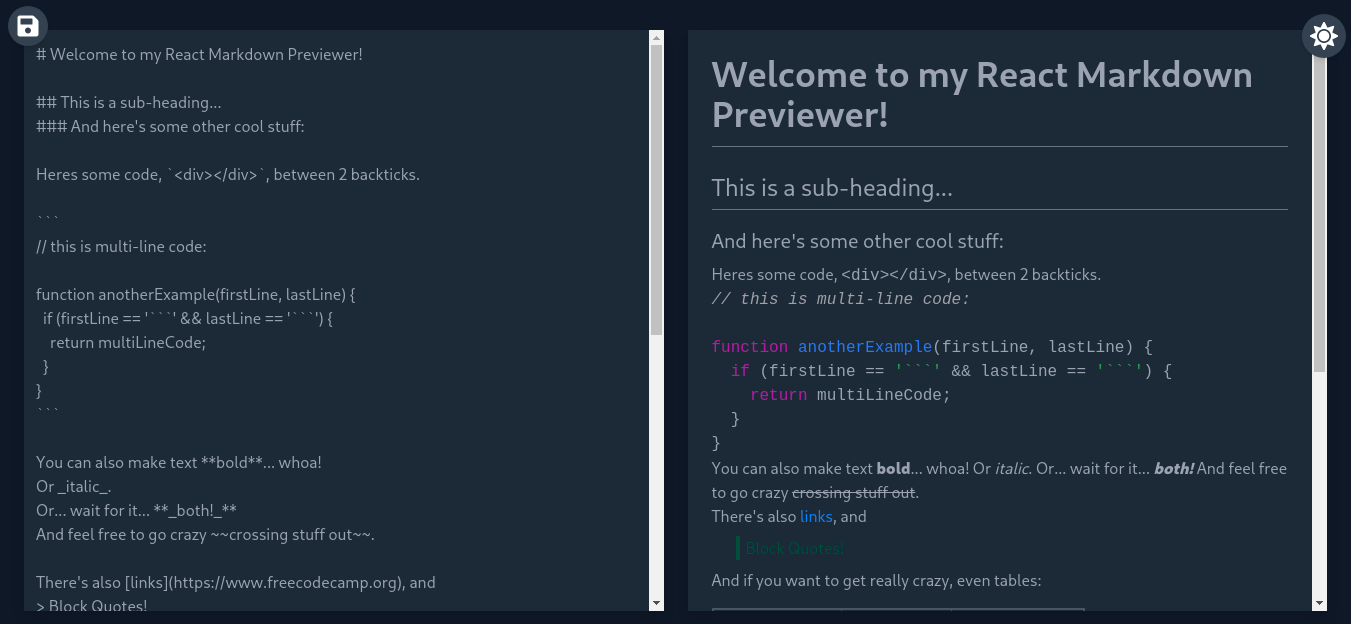 # Welcome to my React Markdown Previewer!
## This is a sub-heading...
### And here's some other cool stuff:
Heres some code, `<div></div>`, between 2 backticks.
```
// this is multi-line code:
function anotherExample(firstLine, lastLine) {
  if (firstLine == '```' && lastLine == '```') {
    return multiLineCode;
  }
}
```
You can also make text **bold**... whoa!
Or _italic_.
Or... wait for it... **_both!_**
And feel free to go crazy ~~crossing stuff out~~.
There's also [links](https://www.freecodecamp.org), and
> Block Quotes!
Welcome to my React Markdown
Previewer!
This is a sub-heading...
And here's some other cool stuff:
Heres some code, <div></div>, between 2 backticks.
// this is multi-line code:
function anotherExample(firstLine, lastLine) {
  if (firstLine == '```' && lastLine == '```') {
    return multiLineCode;
  }
}
You can also make text bold... whoa! Or italic. Or... wait for it... both! And feel free
to go crazy crossing stuff out.
There's also links, and
Block Quotes!
And if you want to get really crazy, even tables: